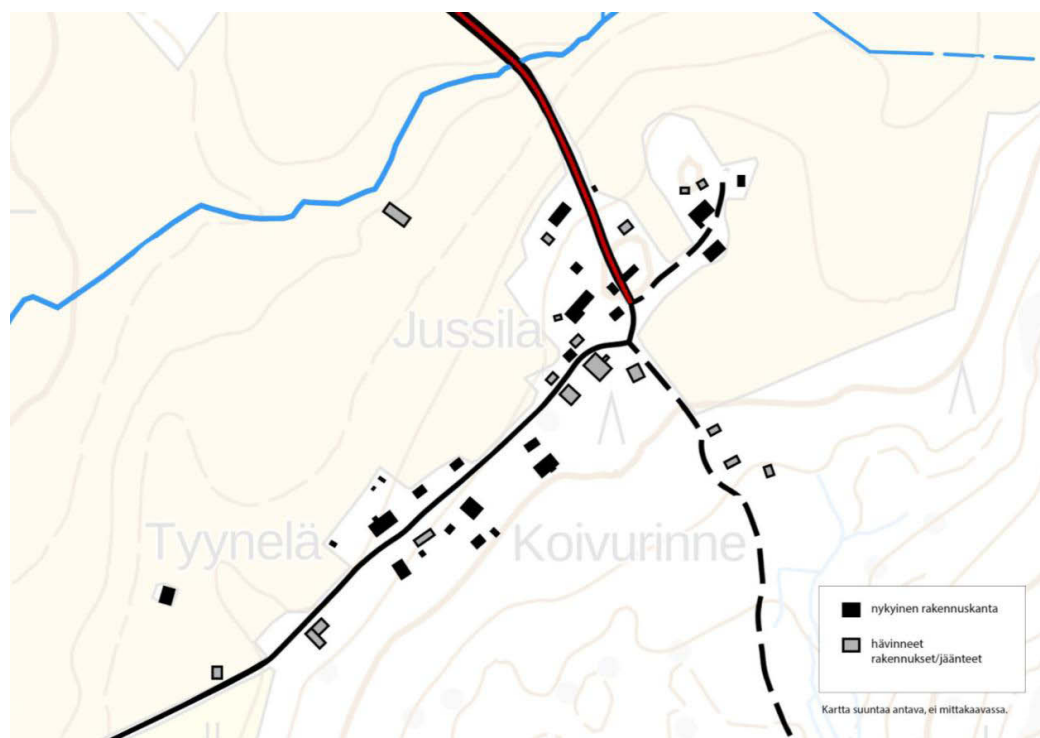 Jussila
Tyynelä
Koivurinne
nykyinen rakennuskanta
hävinneet
rakennukset/jäänteet
Kartta suuntaa antava, ei mittakaavassa.